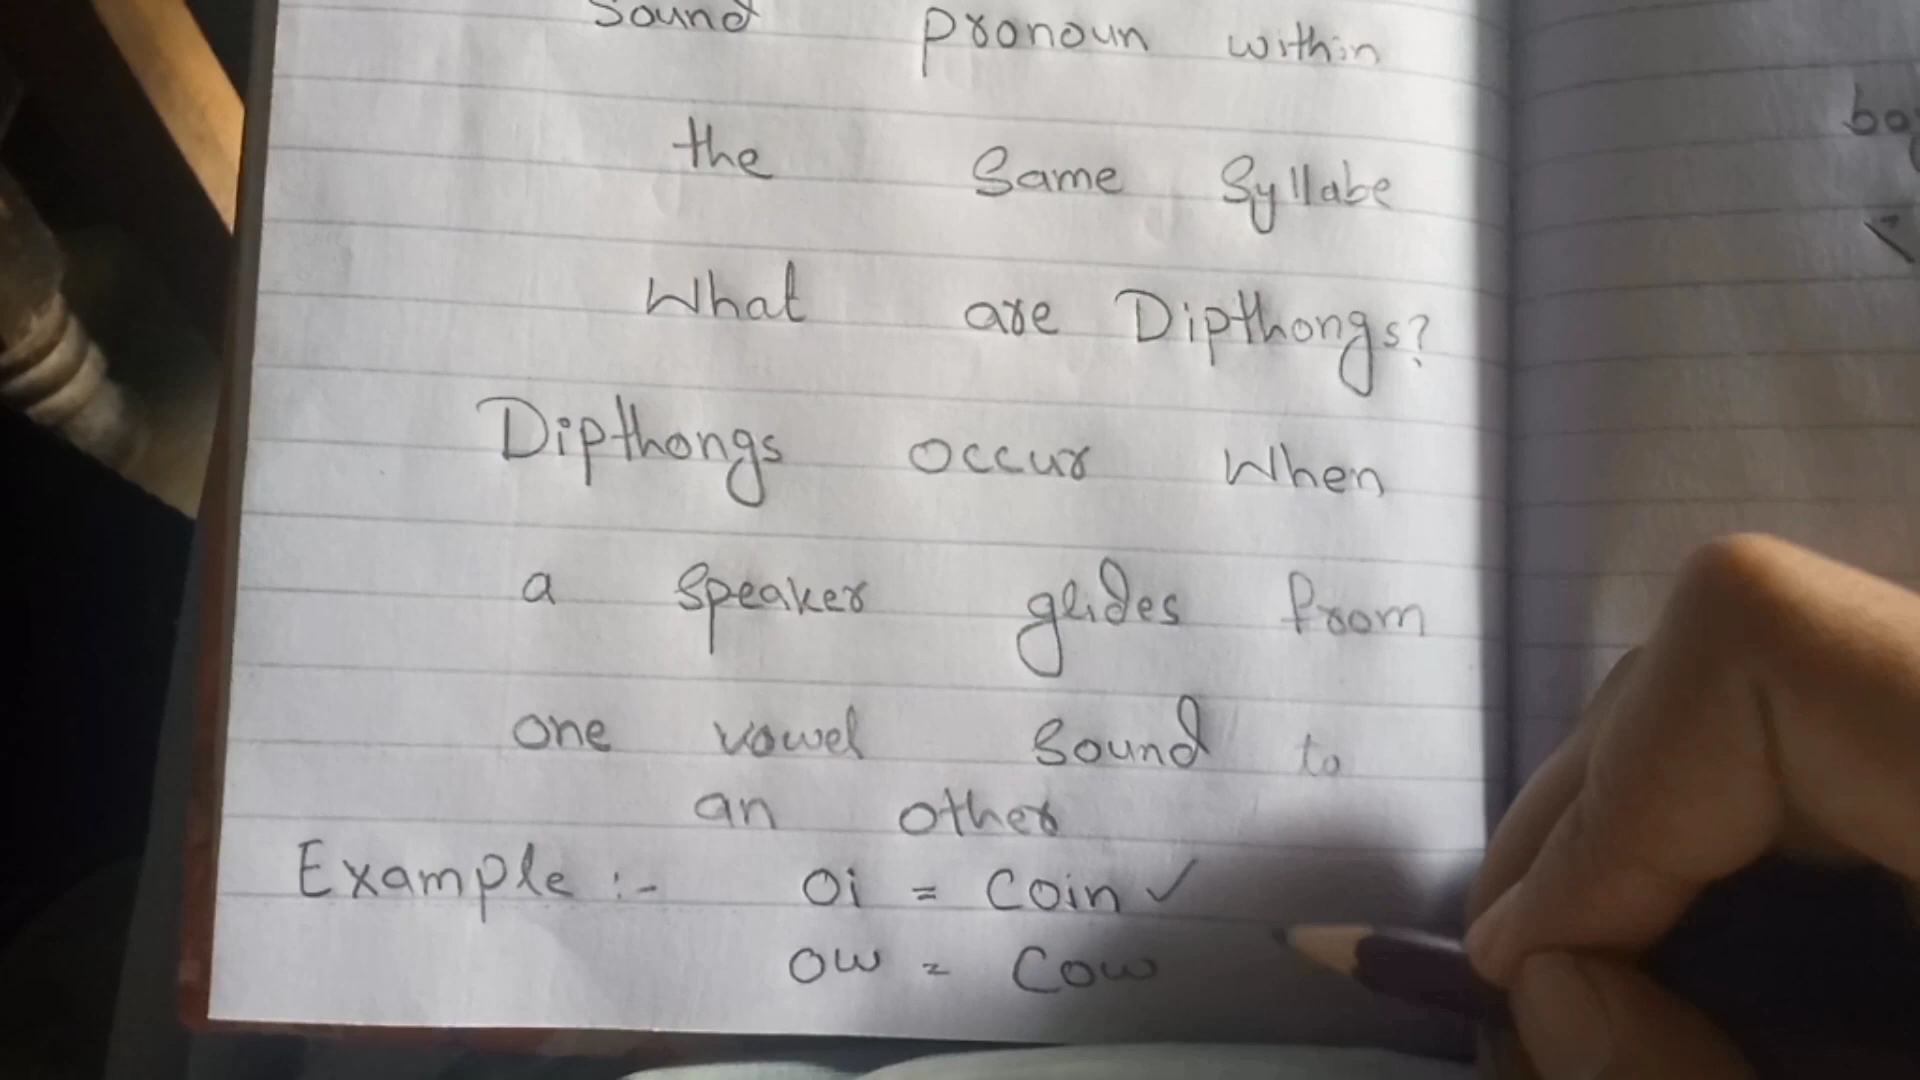 Sound pronoun within
the Same Syllabe
What are Dipthongs?
Dipthongs occur When
a Speaker glides from
one vowel Sound to
an other
Example :- oi = Coin ✓
ow = Cow